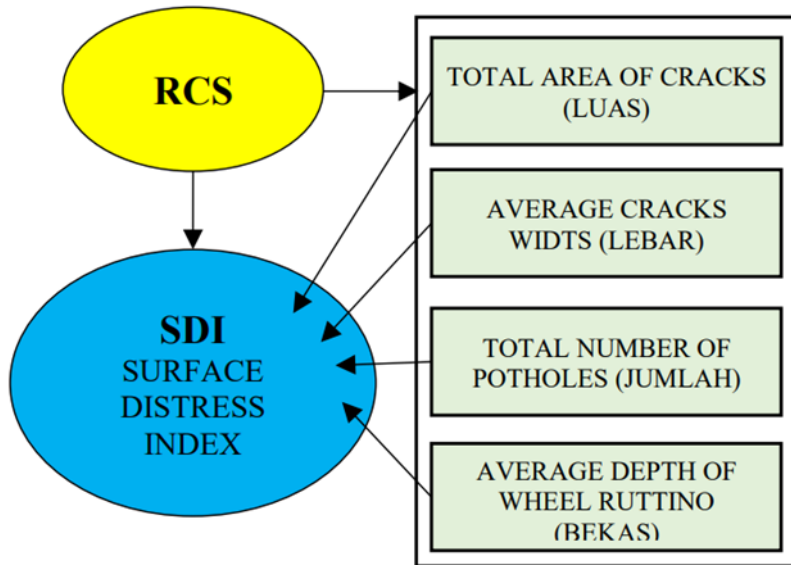 RCS
TOTAL AREA OF CRACKS
(LUAS)
AVERAGE CRACKS
WIDTS (LEBAR)
SDI
SURFACE
DISTRESS
INDEX
TOTAL NUMBER OF
POTHOLES (JUMLAH)
AVERAGE DEPTH OF
WHEEL RUTTINO
(BEKAS)